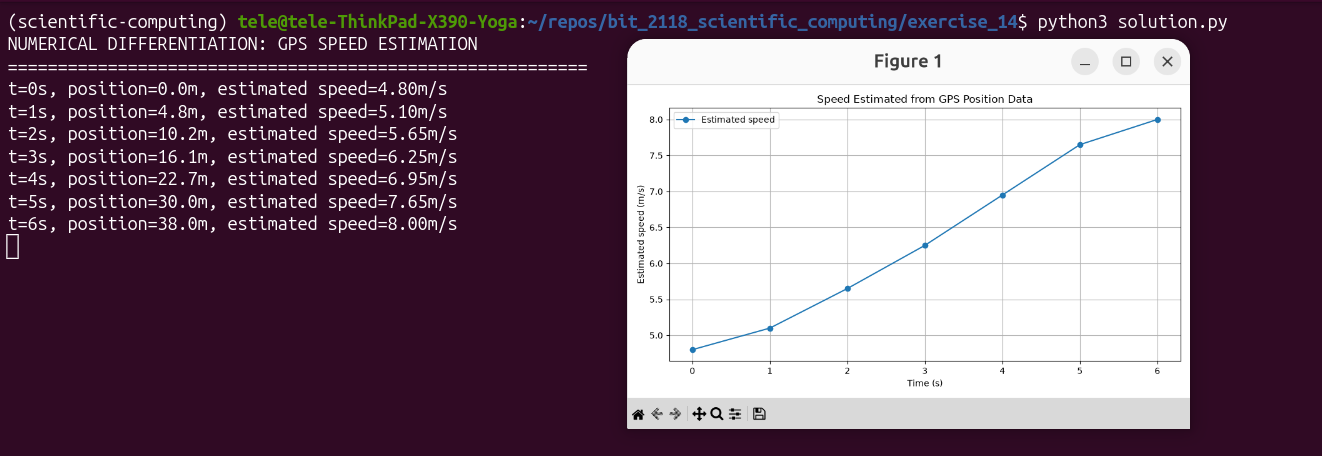 (scientific-computing) tele@tele-ThinkPad-X390-Yoga:~/repos/bit_2118_scientific_computing/exercise_14$ python3 solution.py
NUMERICAL DIFFERENTIATION: GPS SPEED ESTIMATION
==========================================================
t=0s, position=0.0m, estimated speed=4.80m/s
t=1s, position=4.8m, estimated speed=5.10m/s
t=2s, position=10.2m, estimated speed=5.65m/s
t=3s, position=16.1m, estimated speed=6.25m/s
t=4s, position=22.7m, estimated speed=6.95m/s
t=5s, position=30.0m, estimated speed=7.65m/s
t=6s, position=38.0m, estimated speed=8.00m/s
Figure 1
Speed Estimated from GPS Position Data
Estimated speed
8.0
7.5
7.0
6.5
6.0
5.5
5.0
Estimated speed (m/s)
0 1 2 3 4 5 6
Time (s)